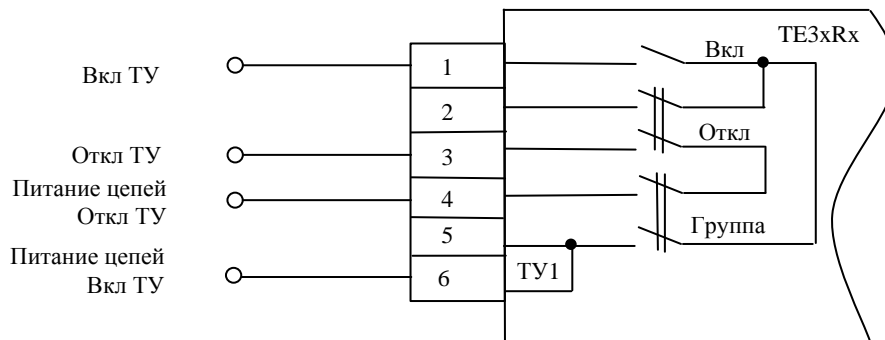 ТЕ3хRx
Вкл ТУ
1
Вкл
2
Откл ТУ
3
Откл
Питание цепей
Откл ТУ
4
5
Группа
Питание цепей
Вкл ТУ
6
ТУ1